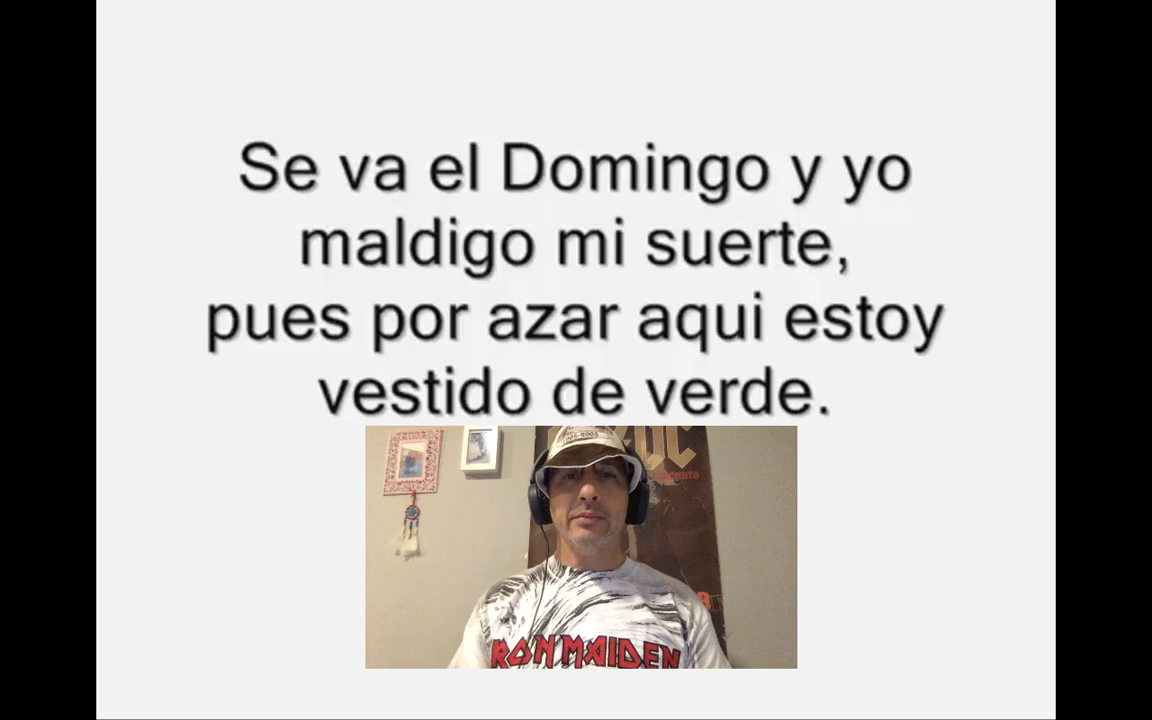 Se va el Domingo y yo
maldigo mi suerte,
pues por azar aqui estoy
vestido de verde.
IRON MAIDEN